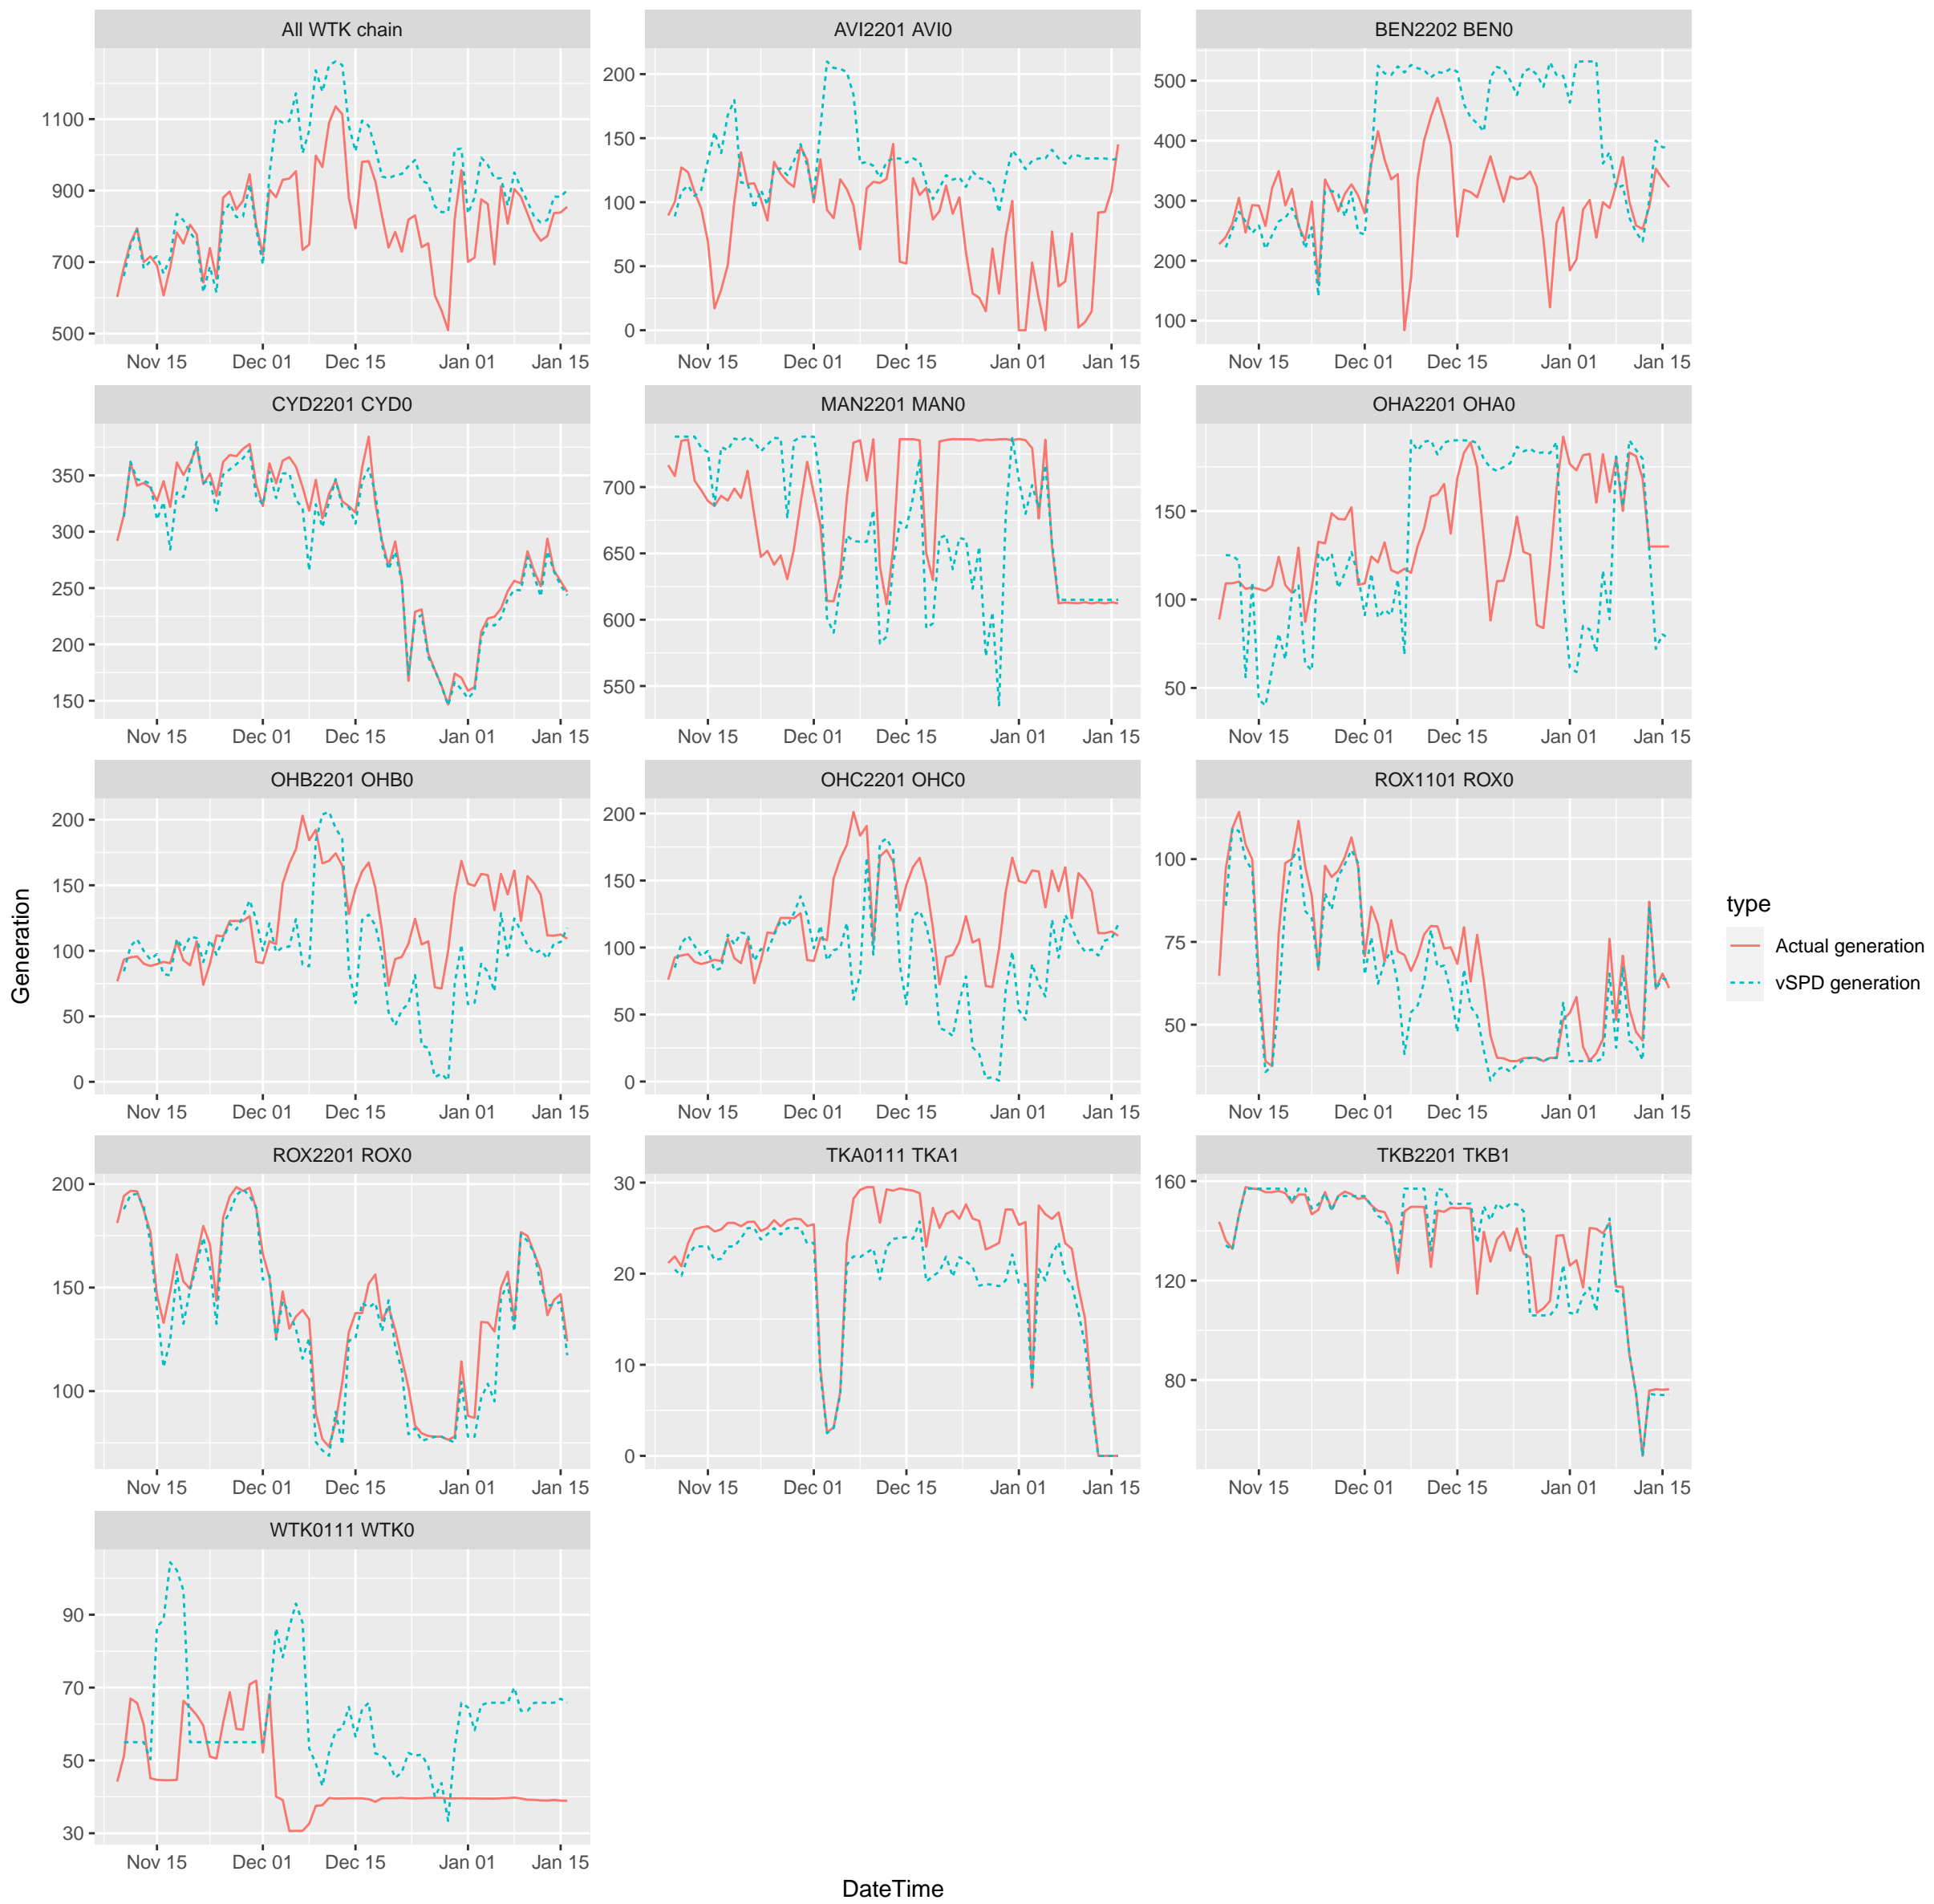 All WTK chain
AVI2201 AVI0
BEN2202 BEN0
1100
900
700
500
200
150
100
50
0
500
400
300
200
100
Nov 15 Dec 01 Dec 15 Jan 01 Jan 15
Nov 15 Dec 01 Dec 15 Jan 01 Jan 15
Nov 15 Dec 01 Dec 15 Jan 01 Jan 15
CYD2201 CYD0
MAN2201 MAN0
OHA2201 OHA0
350
300
250
200
150
700
650
600
550
150
100
50
Nov 15 Dec 01 Dec 15 Jan 01 Jan 15
Nov 15 Dec 01 Dec 15 Jan 01 Jan 15
Nov 15 Dec 01 Dec 15 Jan 01 Jan 15
OHB2201 OHB0
OHC2201 OHC0
ROX1101 ROX0
200
150
100
50
0
200
150
100
50
0
100
75
50
Nov 15 Dec 01 Dec 15 Jan 01 Jan 15
Nov 15 Dec 01 Dec 15 Jan 01 Jan 15
Nov 15 Dec 01 Dec 15 Jan 01 Jan 15
ROX2201 ROX0
TKA0111 TKA1
TKB2201 TKB1
200
150
100
30
20
10
0
160
120
80
Nov 15 Dec 01 Dec 15 Jan 01 Jan 15
Nov 15 Dec 01 Dec 15 Jan 01 Jan 15
Nov 15 Dec 01 Dec 15 Jan 01 Jan 15
WTK0111 WTK0
90
70
50
30
Nov 15 Dec 01 Dec 15 Jan 01 Jan 15
Generation
DateTime
type
Actual generation
vSPD generation